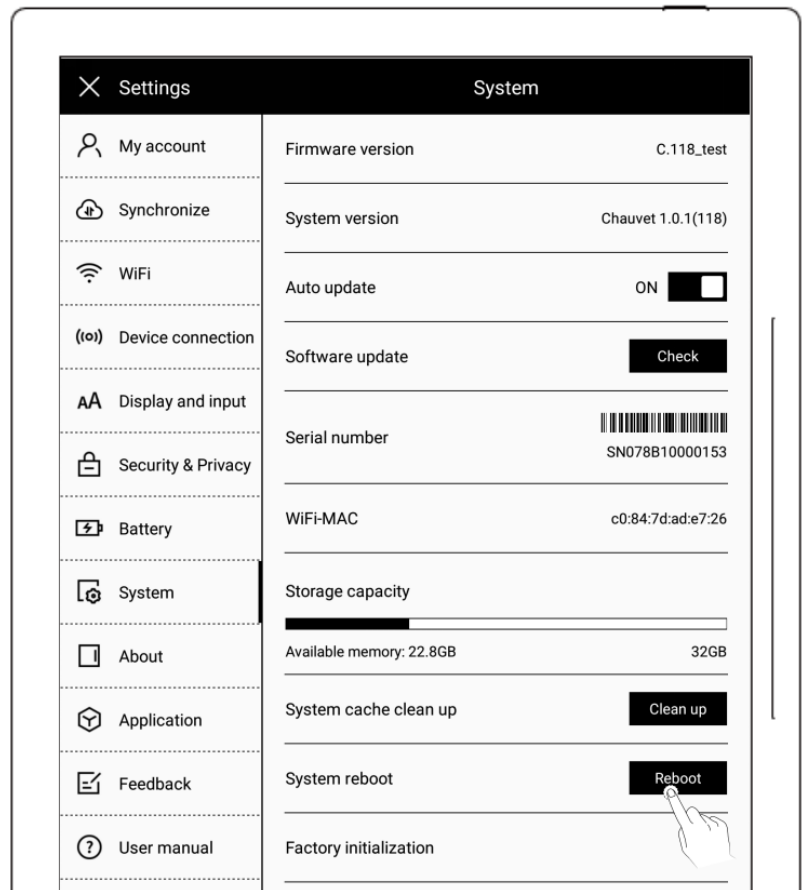 Settings
System
My account
Synchronize
WiFi
Device connection
AA Display and input
Security & Privacy
Battery
System
About
Application
Feedback
? User manual
Firmware version C.118_test
System version Chauvet 1.0.1(118)
Auto update ON
Software update Check
Serial number SN078B10000153
WiFi-MAC c0:84:7d:ad:e7:26
Storage capacity
Available memory: 22.8GB 32GB
System cache clean up Clean up
System reboot Reboot
Factory initialization